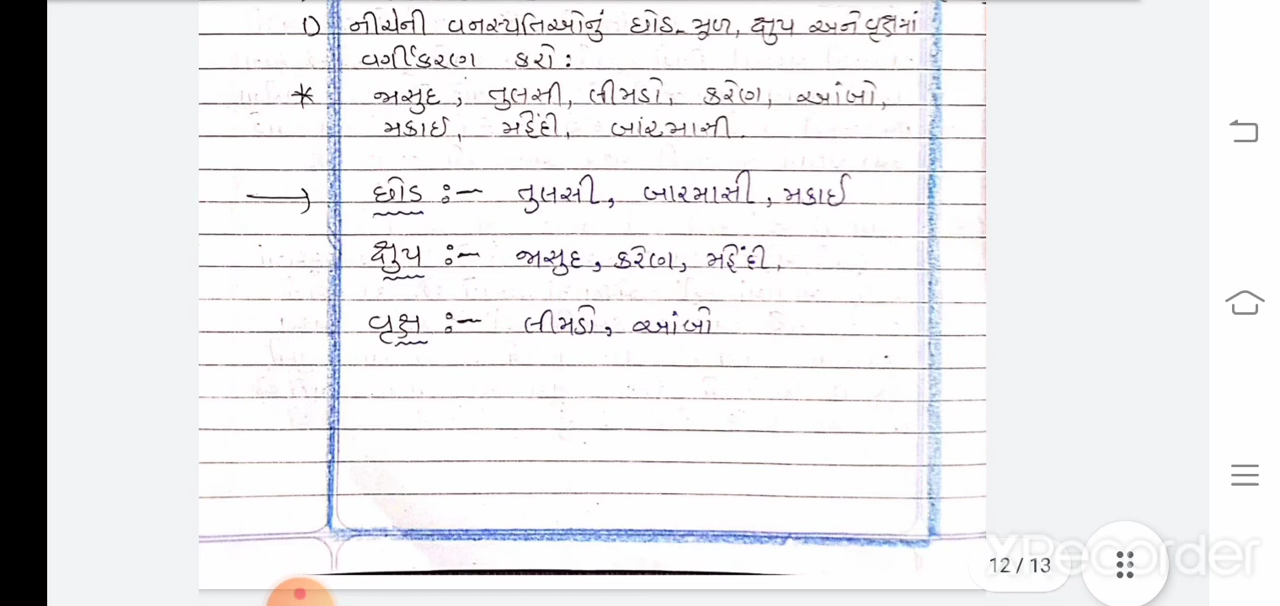 1) નીચેની વનસ્પતિઓનું છોડ-મુળ, ક્ષુપ અને વૃક્ષમાં
વર્ગીકરણ કરો :
* જાસુદ, તુલસી, લીમડો, કરેણ, આંબો,
મકાઈ, મહેંદી, બારમાસી.
→ છોડ :- તુલસી, બારમાસી, મકાઈ
ક્ષુપ :- જાસુદ, કરેણ, મહેંદી.
વૃક્ષ :- લીમડો, આંબો
12 / 13
XRecorder